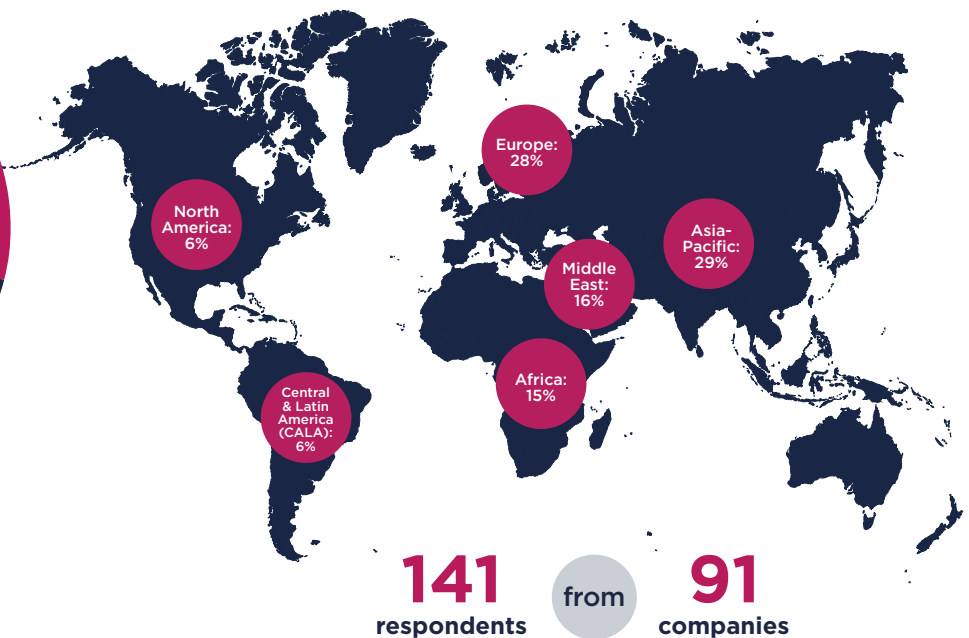 Europe:
28%
North
America:
6%
Asia-
Pacific:
29%
Middle
East:
16%
Africa:
15%
Central
& Latin
America
(CALA):
6%
141
respondents
from
91
companies